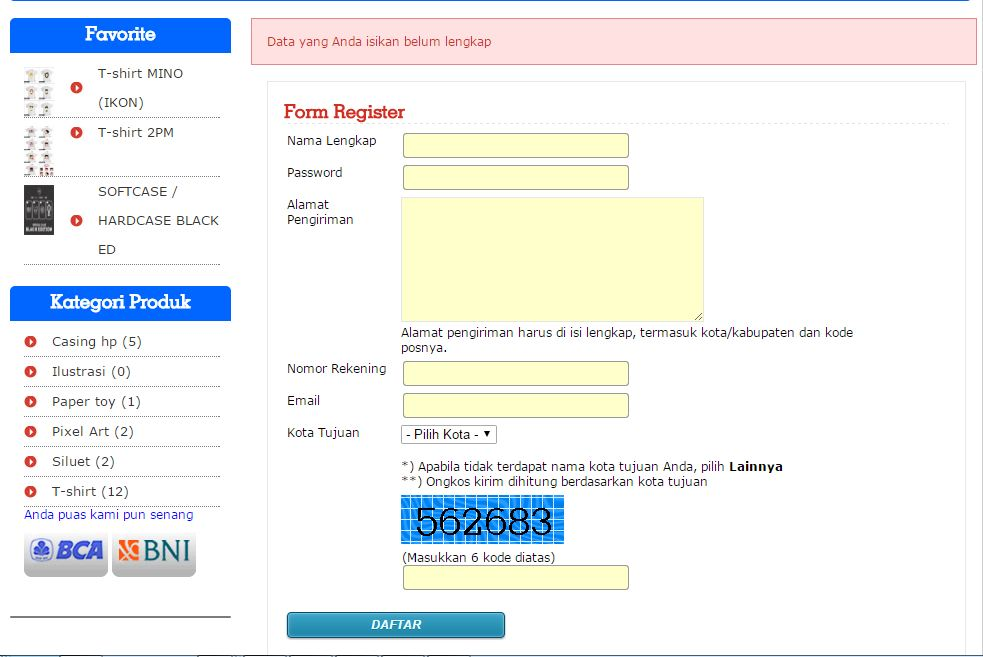 Favorite
T-shirt MINO
(IKON)
T-shirt 2PM
SOFTCASE /
HARDCASE BLACK
ED
Kategori Produk
Casing hp (5)
Ilustrasi (0)
Paper toy (1)
Pixel Art (2)
Siluet (2)
T-shirt (12)
Anda puas kami pun senang
BCA
BNI
Data yang Anda isikan belum lengkap
Form Register
Nama Lengkap
Password
Alamat
Pengiriman
Alamat pengiriman harus di isi lengkap, termasuk kota/kabupaten dan kode
posnya.
Nomor Rekening
Email
Kota Tujuan
- Pilih Kota -
*) Apabila tidak terdapat nama kota tujuan Anda, pilih Lainnya
**) Ongkos kirim dihitung berdasarkan kota tujuan
562683
(Masukkan 6 kode diatas)
DAFTAR